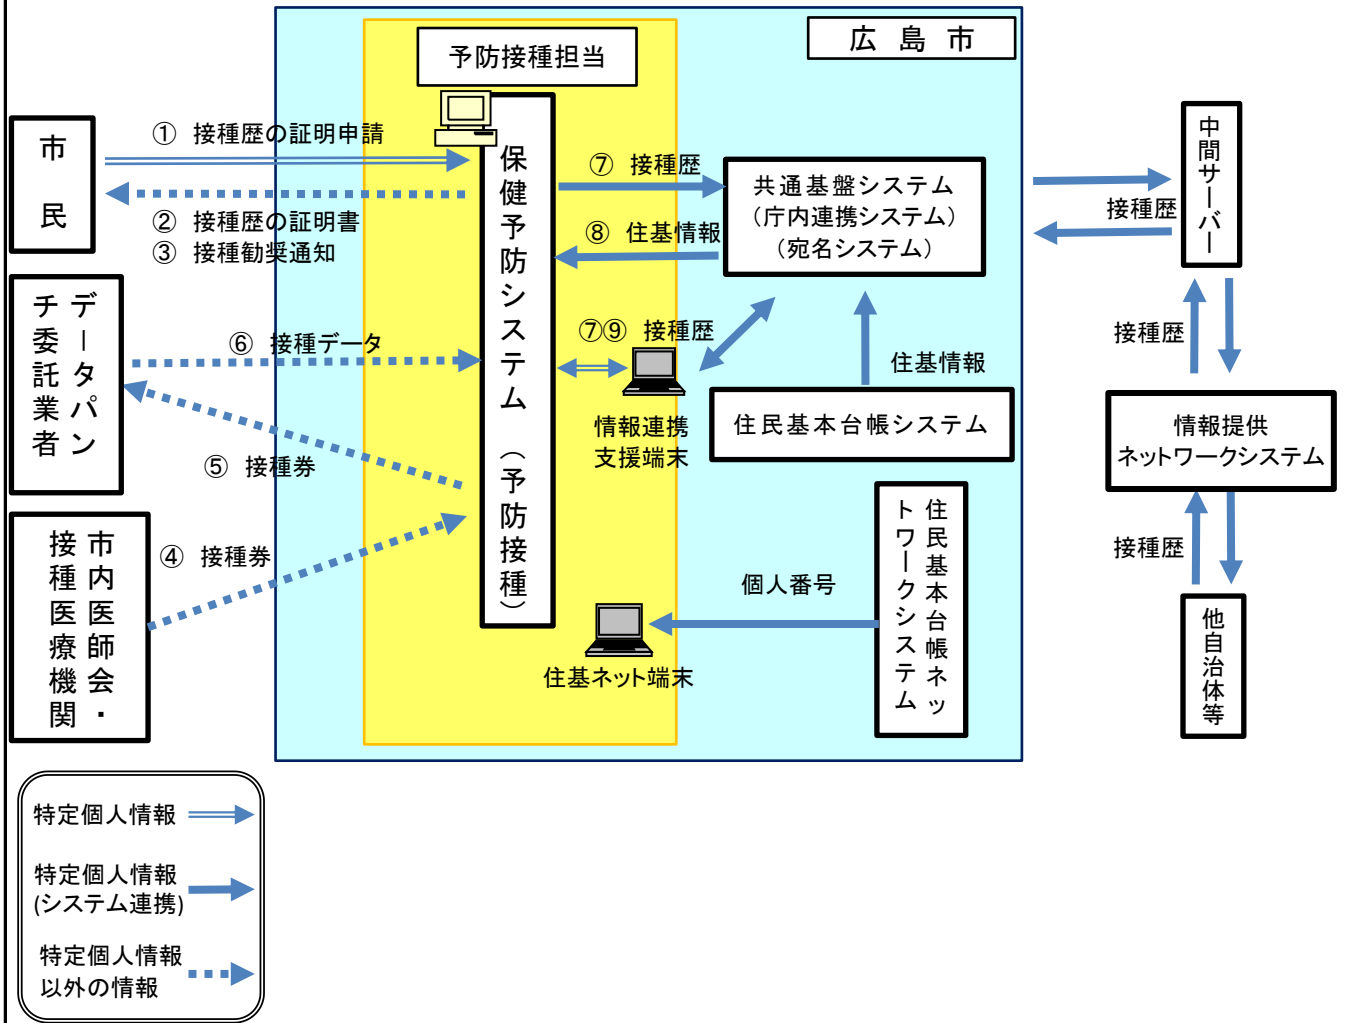 広島市
予防接種担当
市民
① 接種歴の証明申請
② 接種歴の証明書
③ 接種勧奨通知
保健予防システム（予防接種）
⑦ 接種歴
⑧ 住基情報
共通基盤システム
（庁内連携システム）
（宛名システム）
接種歴
中間サーバー
データパン
チ委託業者
⑥ 接種データ
⑤ 接種券
⑦⑨ 接種歴
情報連携
支援端末
住基情報
住民基本台帳システム
接種歴
情報提供
ネットワークシステム
市内医師会・
接種医療機関
④ 接種券
個人番号
住基ネット端末
住民基本台帳ネッ
トワークシステム
接種歴
他自治体等
特定個人情報
特定個人情報
(システム連携)
特定個人情報
以外の情報